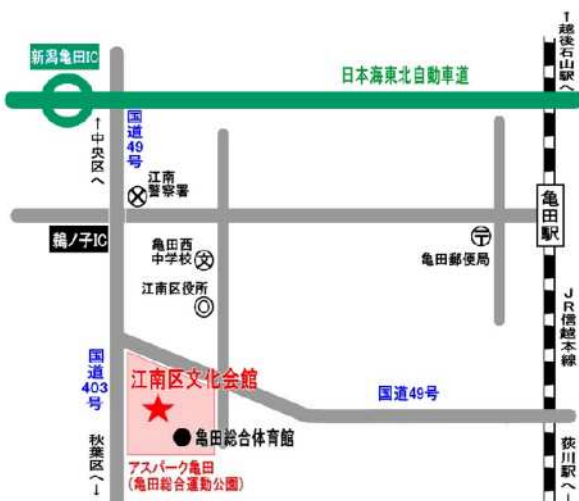 ↑越後石山駅へ
新潟亀田IC
日本海東北自動車道
国道49号
↑中央区へ
江南
警察署
亀田駅
鵜ノ子IC
亀田西
中学校
文
〒
亀田郵便局
江南区役所
JR信越本線
国道403号
江南区文化会館
国道49号
亀田総合体育館
秋葉区へ↓
アスパーク亀田
(亀田総合運動公園)
荻川駅へ↓